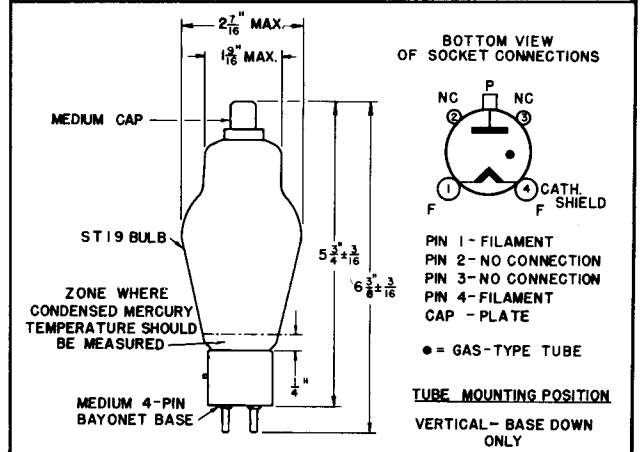 2 7/16" MAX.
1 9/16" MAX.
MEDIUM CAP
ST19 BULB
ZONE WHERE
CONDENSED MERCURY
TEMPERATURE SHOULD
BE MEASURED
MEDIUM 4-PIN
BAYONET BASE
5 3/4" ± 3/16
6 3/8" ± 3/16
1/4"
BOTTOM VIEW
OF SOCKET CONNECTIONS
P
NC NC
2 3
1 4 CATH.
SHIELD
F F
PIN 1 - FILAMENT
PIN 2 - NO CONNECTION
PIN 3 - NO CONNECTION
PIN 4 - FILAMENT
CAP - PLATE
● = GAS-TYPE TUBE
TUBE MOUNTING POSITION
VERTICAL - BASE DOWN
ONLY